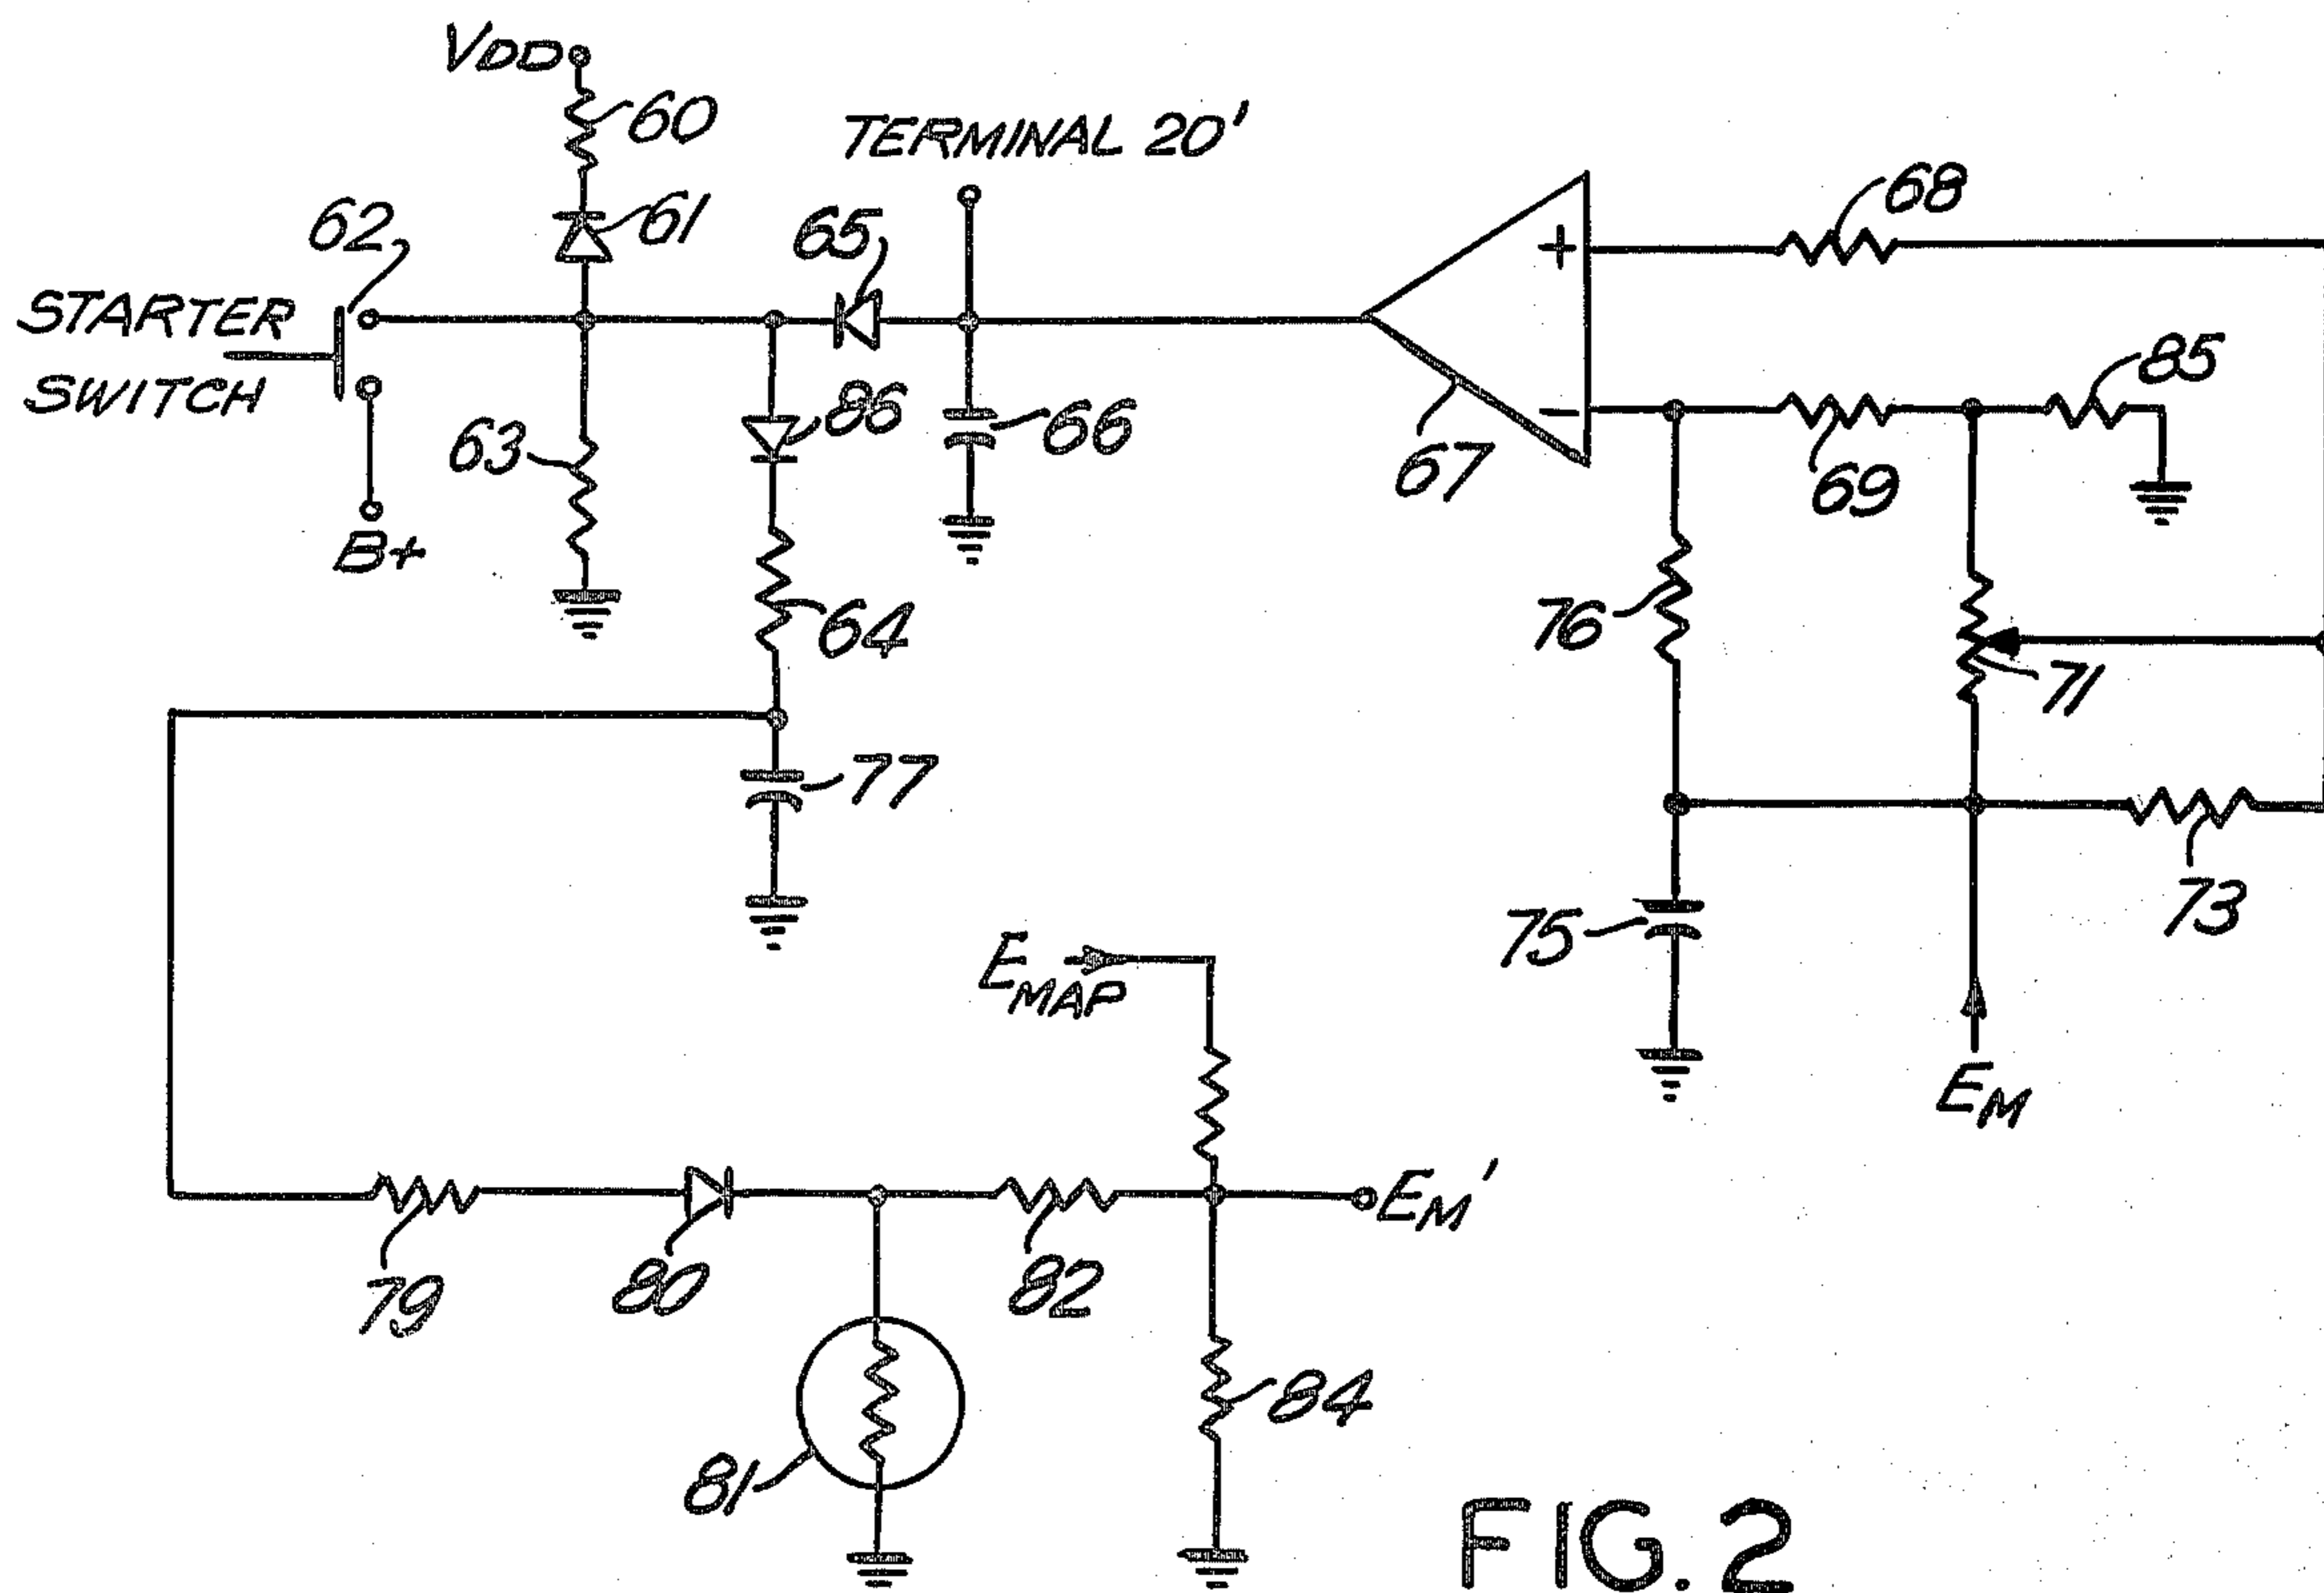 VDD
60
TERMINAL 20'
68
62
61
65
STARTER
SWITCH
85
86
66
63
67
69
B+
64
76
71
77
75
73
EMAP
EM
EM'
79
80
82
84
81
FIG. 2